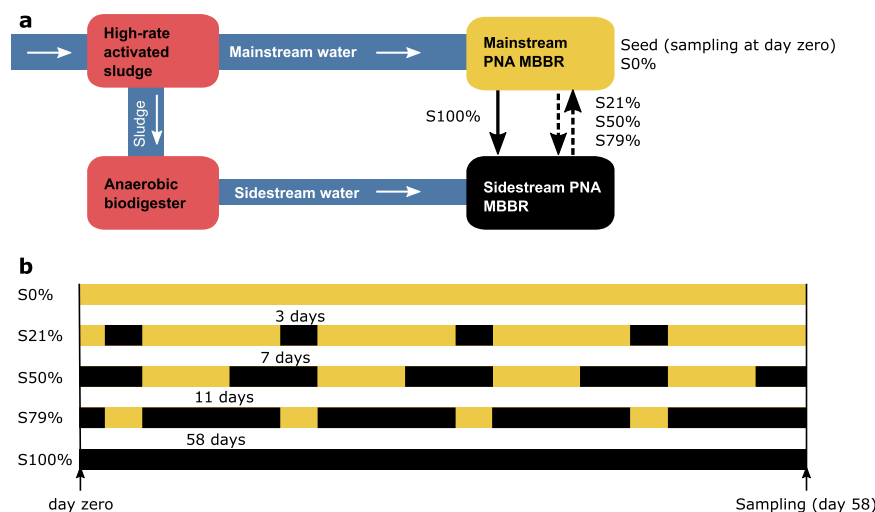 a
High-rate
activated
sludge
Mainstream water
Mainstream
PNA MBBR
Seed (sampling at day zero)
S0%
Sludge
S100%
S21%
S50%
S79%
Anaerobic
biodigester
Sidestream water
Sidestream PNA
MBBR
b
S0%
3 days
S21%
7 days
S50%
11 days
S79%
58 days
S100%
day zero
Sampling (day 58)